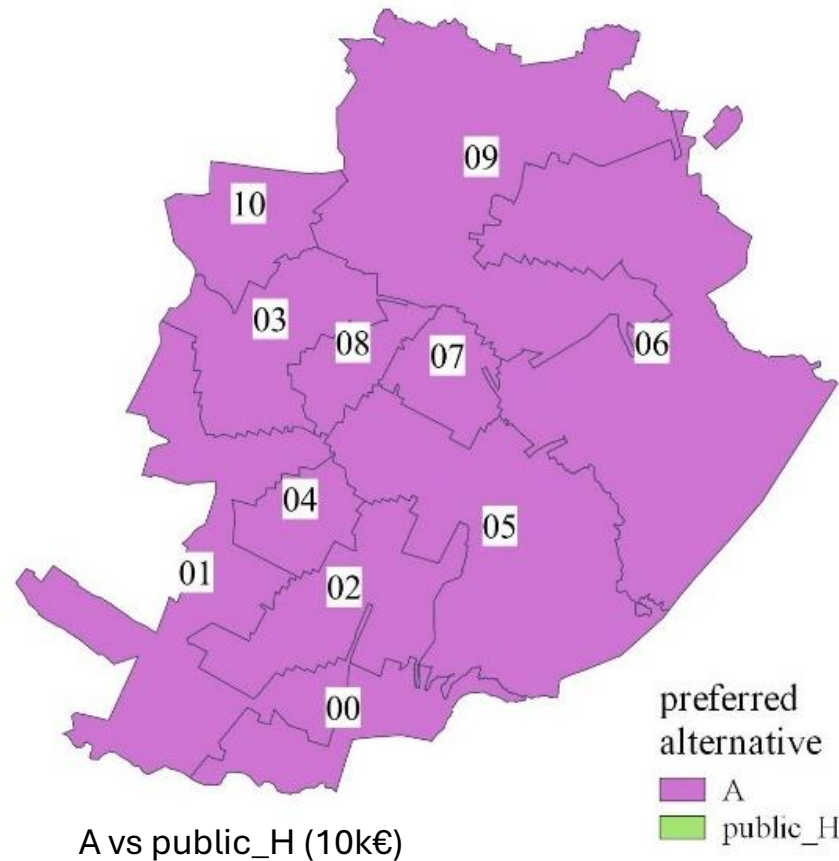 09
10
03
08
07
06
04
05
01
02
00
preferred
alternative
A
public_H
A vs public_H (10k€)